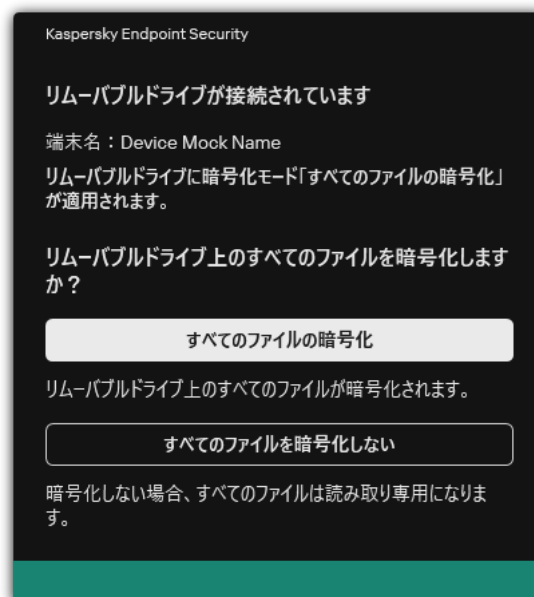 Kaspersky Endpoint Security
リムーバブルドライブが接続されています
端末名：Device Mock Name
リムーバブルドライブに暗号化モード「すべてのファイルの暗号化」
が適用されます。
リムーバブルドライブ上のすべてのファイルを暗号化します
か？
すべてのファイルの暗号化
リムーバブルドライブ上のすべてのファイルが暗号化されます。
すべてのファイルを暗号化しない
暗号化しない場合、すべてのファイルは読み取り専用になりま
す。